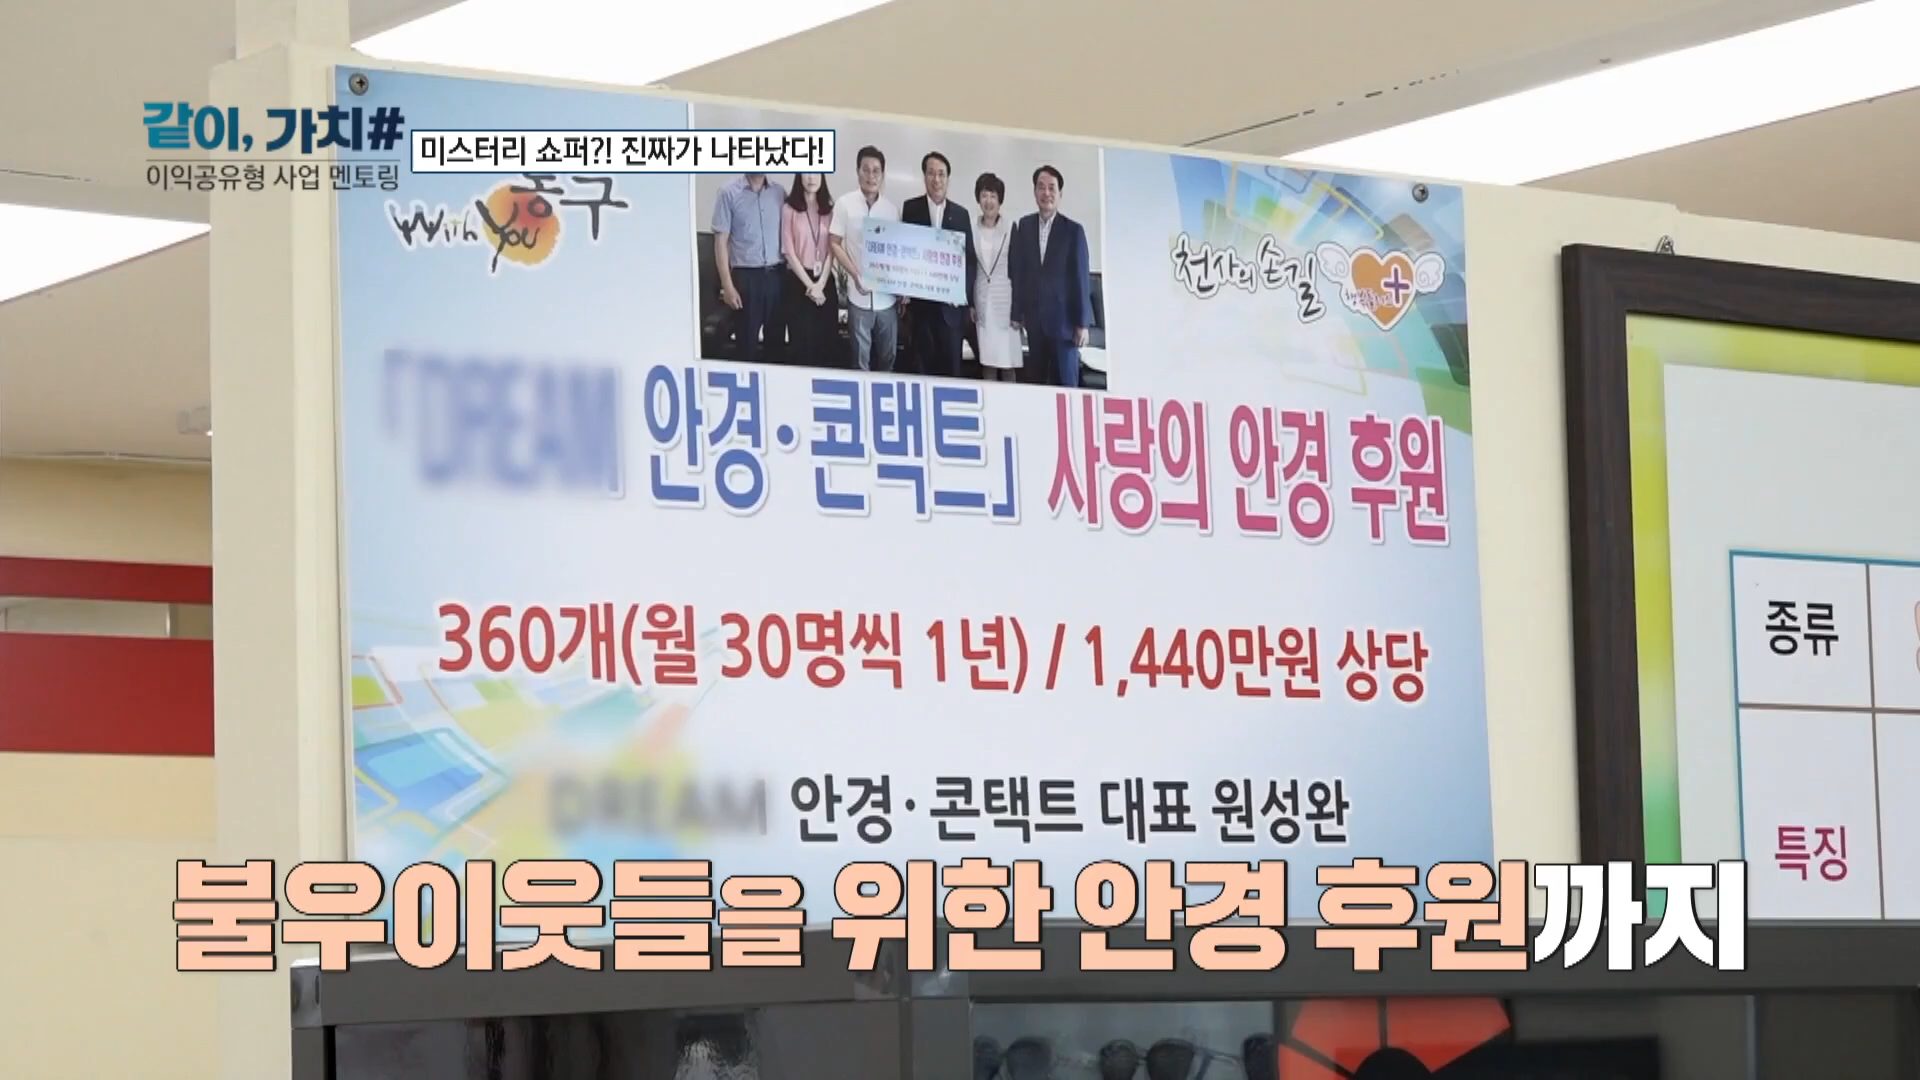 같이, 가치#
이익공유형 사업 멘토링
미스터리 쇼퍼?! 진짜가 나타났다!
With You 동구
천사의 손길
「DREAM 안경·콘택트」 사랑의 안경 후원
360개(월 30명씩 1년) / 1,440만원 상당
DREAM 안경·콘택트 대표 원성완
종류
특징
불우이웃들을 위한 안경 후원까지